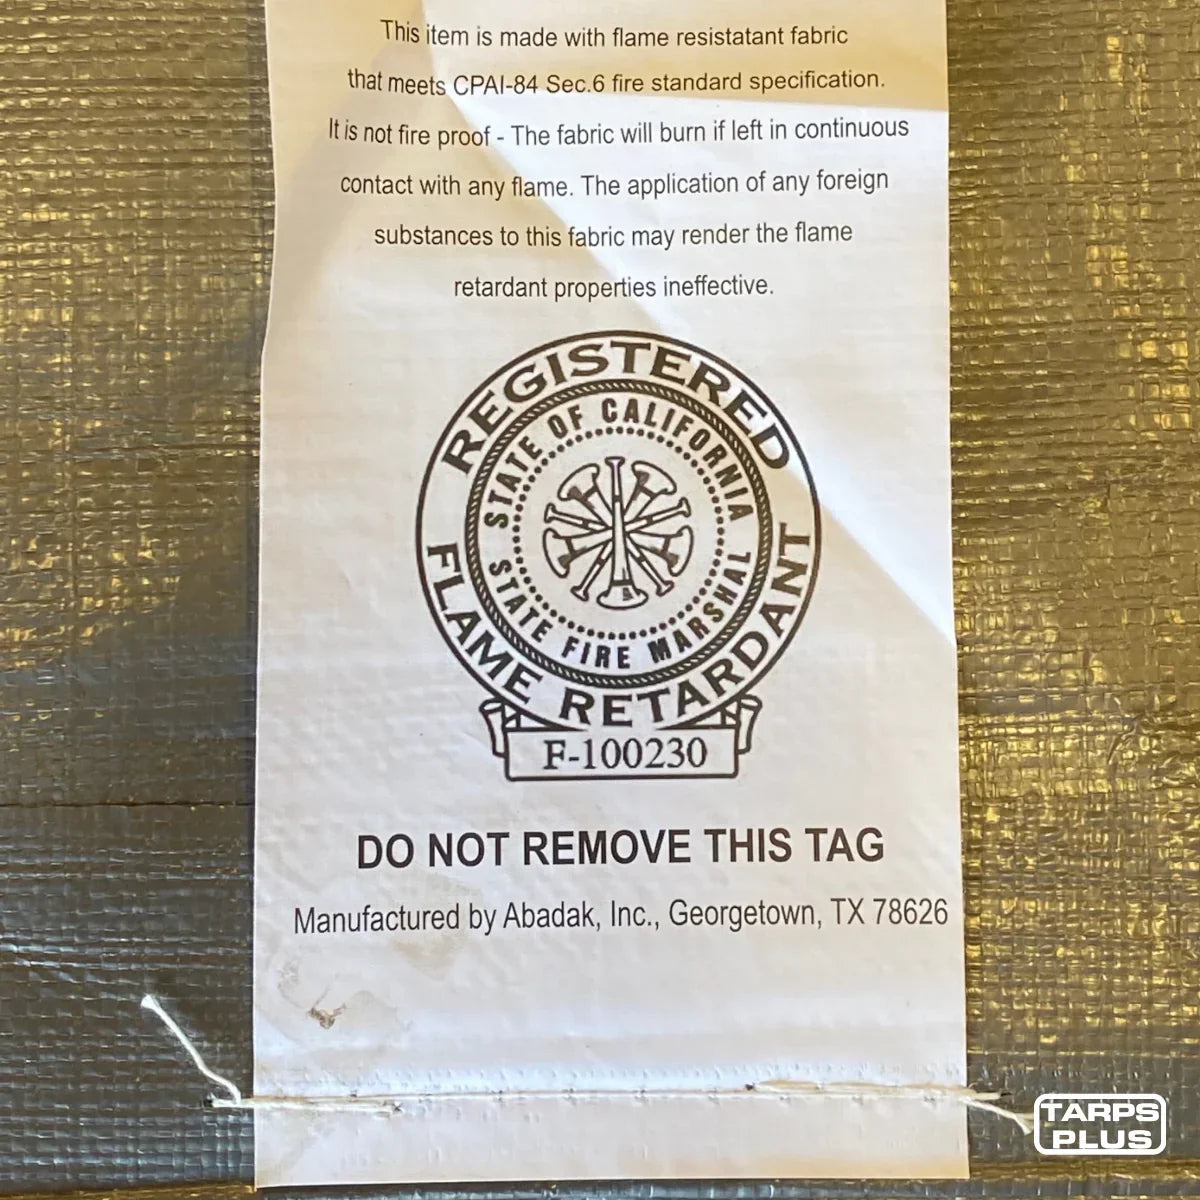 This item is made with flame resistatant fabric
that meets CPAI-84 Sec.6 fire standard specification.
It is not fire proof - The fabric will burn if left in continuous
contact with any flame. The application of any foreign
substances to this fabric may render the flame
retardant properties ineffective.
REGISTERED
STATE OF CALIFORNIA
STATE FIRE MARSHAL
FLAME RETARDANT
F-100230
DO NOT REMOVE THIS TAG
Manufactured by Abadak, Inc., Georgetown, TX 78626
TARPS
PLUS